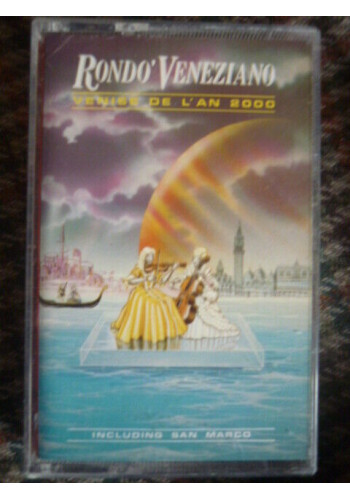 RONDO' VENEZIANO
VENISE DE L'AN 2000
INCLUDING SAN MARCO